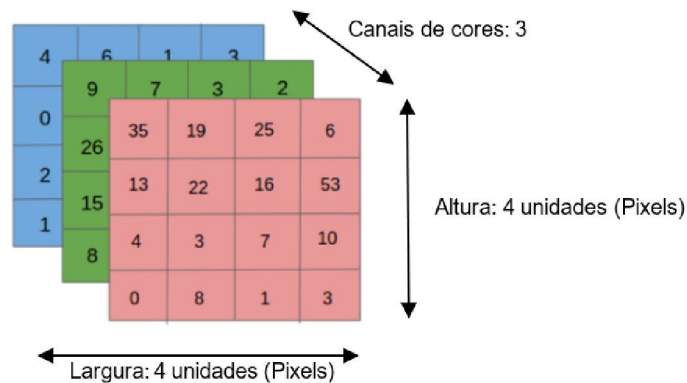 Canais de cores: 3
4 6 1 3
9 7 3 2
35 19 25 6
0
26
13 22 16 53
2
15
4 3 7 10
1
8
0 8 1 3
Altura: 4 unidades (Pixels)
Largura: 4 unidades (Pixels)